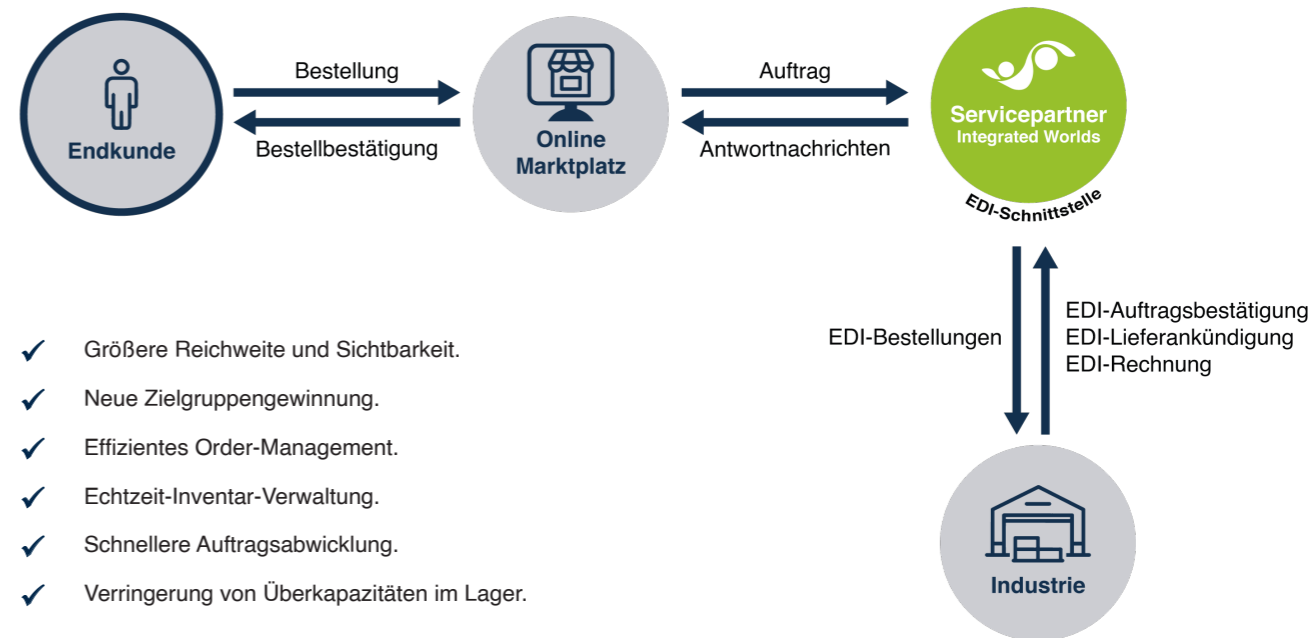 Bestellung
Bestellbestätigung
Endkunde
Online
Marktplatz
Auftrag
Antwortnachrichten
Servicepartner
Integrated Worlds
EDI-Schnittstelle
EDI-Bestellungen
EDI-Auftragsbestätigung
EDI-Lieferankündigung
EDI-Rechnung
Industrie
Größere Reichweite und Sichtbarkeit.
Neue Zielgruppengewinnung.
Effizientes Order-Management.
Echtzeit-Inventar-Verwaltung.
Schnellere Auftragsabwicklung.
Verringerung von Überkapazitäten im Lager.